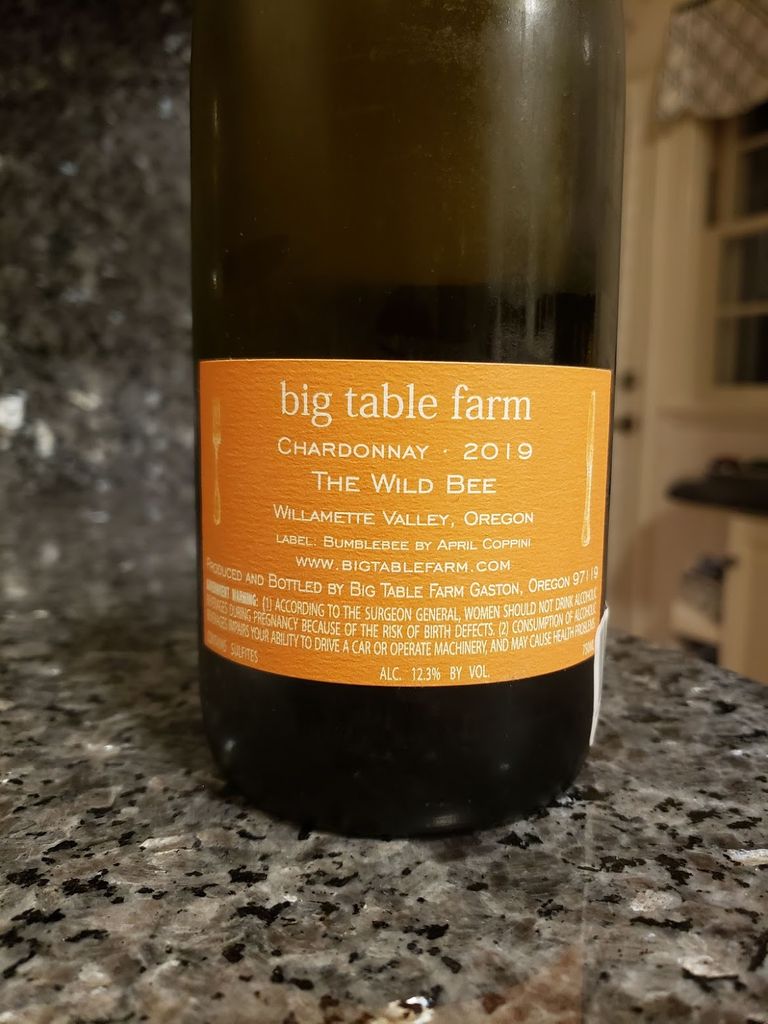 big table farm
Chardonnay · 2019
The Wild Bee
Willamette Valley, Oregon
label: Bumblebee by April Coppini
www.bigtablefarm.com
Produced and Bottled by Big Table Farm Gaston, Oregon 97119
WARNING: (1) ACCORDING TO THE SURGEON GENERAL, WOMEN SHOULD NOT DRINK ALCOHOLIC
BEVERAGES DURING PREGNANCY BECAUSE OF THE RISK OF BIRTH DEFECTS. (2) CONSUMPTION OF ALCOHOLIC
BEVERAGES IMPAIRS YOUR ABILITY TO DRIVE A CAR OR OPERATE MACHINERY, AND MAY CAUSE HEALTH PROBLEMS.
CONTAINS SULFITES
ALC. 12.3% BY VOL.